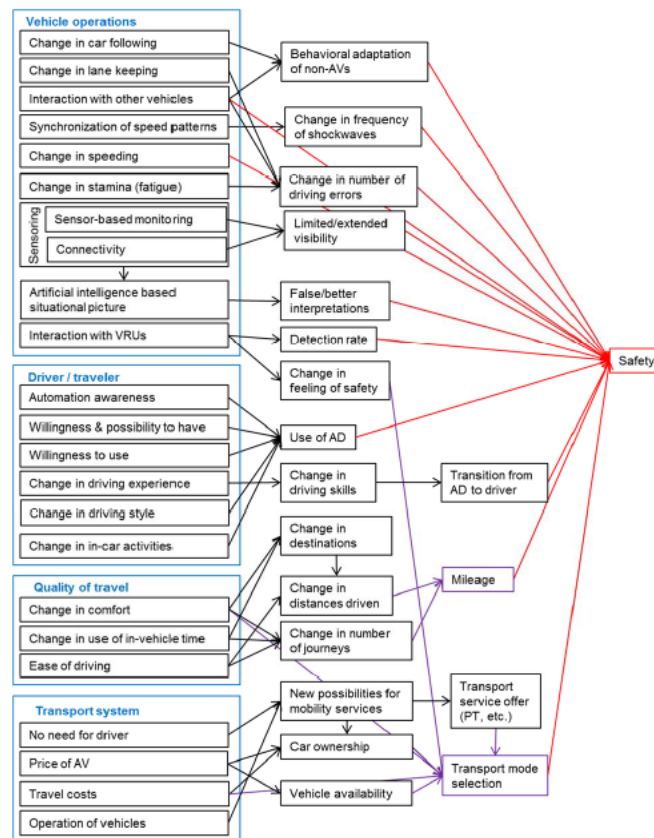 Vehicle operations
Change in car following
Change in lane keeping
Interaction with other vehicles
Synchronization of speed patterns
Change in speeding
Change in stamina (fatigue)
Sensoring
Sensor-based monitoring
Connectivity
Artificial intelligence based
situational picture
Interaction with VRUs
Behavioral adaptation
of non-AVs
Change in frequency
of shockwaves
Change in number of
driving errors
Limited/extended
visibility
False/better
interpretations
Detection rate
Change in
feeling of safety
Safety
Driver / traveler
Automation awareness
Willingness & possibility to have
Willingness to use
Change in driving experience
Change in driving style
Change in in-car activities
Use of AD
Change in
driving skills
Transition from
AD to driver
Quality of travel
Change in comfort
Change in use of in-vehicle time
Ease of driving
Change in
destinations
Change in
distances driven
Change in number
of journeys
Mileage
Transport system
No need for driver
Price of AV
Travel costs
Operation of vehicles
New possibilities for
mobility services
Car ownership
Vehicle availability
Transport
service offer
(PT, etc.)
Transport mode
selection